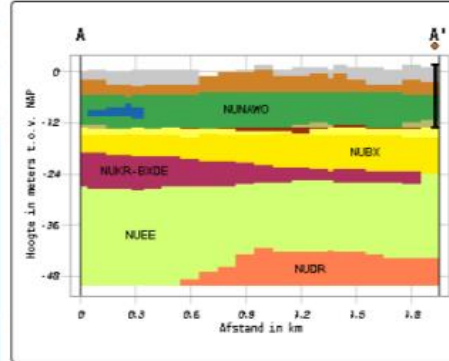 A A'
0
-12
-24
-36
-48
Hoogte in meters t.o.v. NAP
NUNAWO
NUBX
NUKR-BXDE
NUEE
NUDR
0 0.3 0.6 0.9 1.2 1.5 1.8
Afstand in km